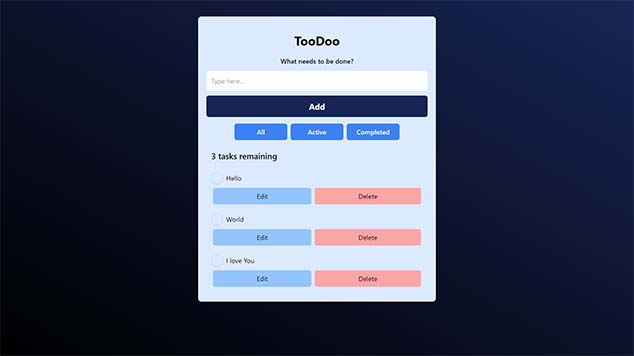 TooDoo
What needs to be done?
Type here...
Add
All Active Completed
3 tasks remaining
Hello
Edit Delete
World
Edit Delete
I love You
Edit Delete